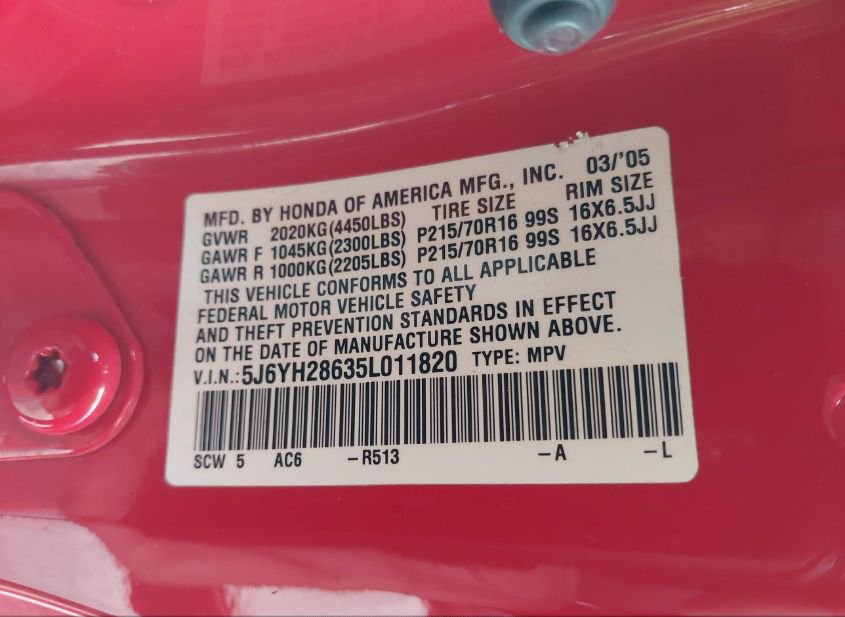 MFD. BY HONDA OF AMERICA MFG., INC. 03/'05
GVWR 2020KG(4450LBS) TIRE SIZE RIM SIZE
GAWR F 1045KG(2300LBS) P215/70R16 99S 16X6.5JJ
GAWR R 1000KG(2205LBS) P215/70R16 99S 16X6.5JJ
THIS VEHICLE CONFORMS TO ALL APPLICABLE
FEDERAL MOTOR VEHICLE SAFETY
AND THEFT PREVENTION STANDARDS IN EFFECT
ON THE DATE OF MANUFACTURE SHOWN ABOVE.
V.I.N.:5J6YH28635L011820 TYPE: MPV
SCW 5 AC6 –R513 –A –L